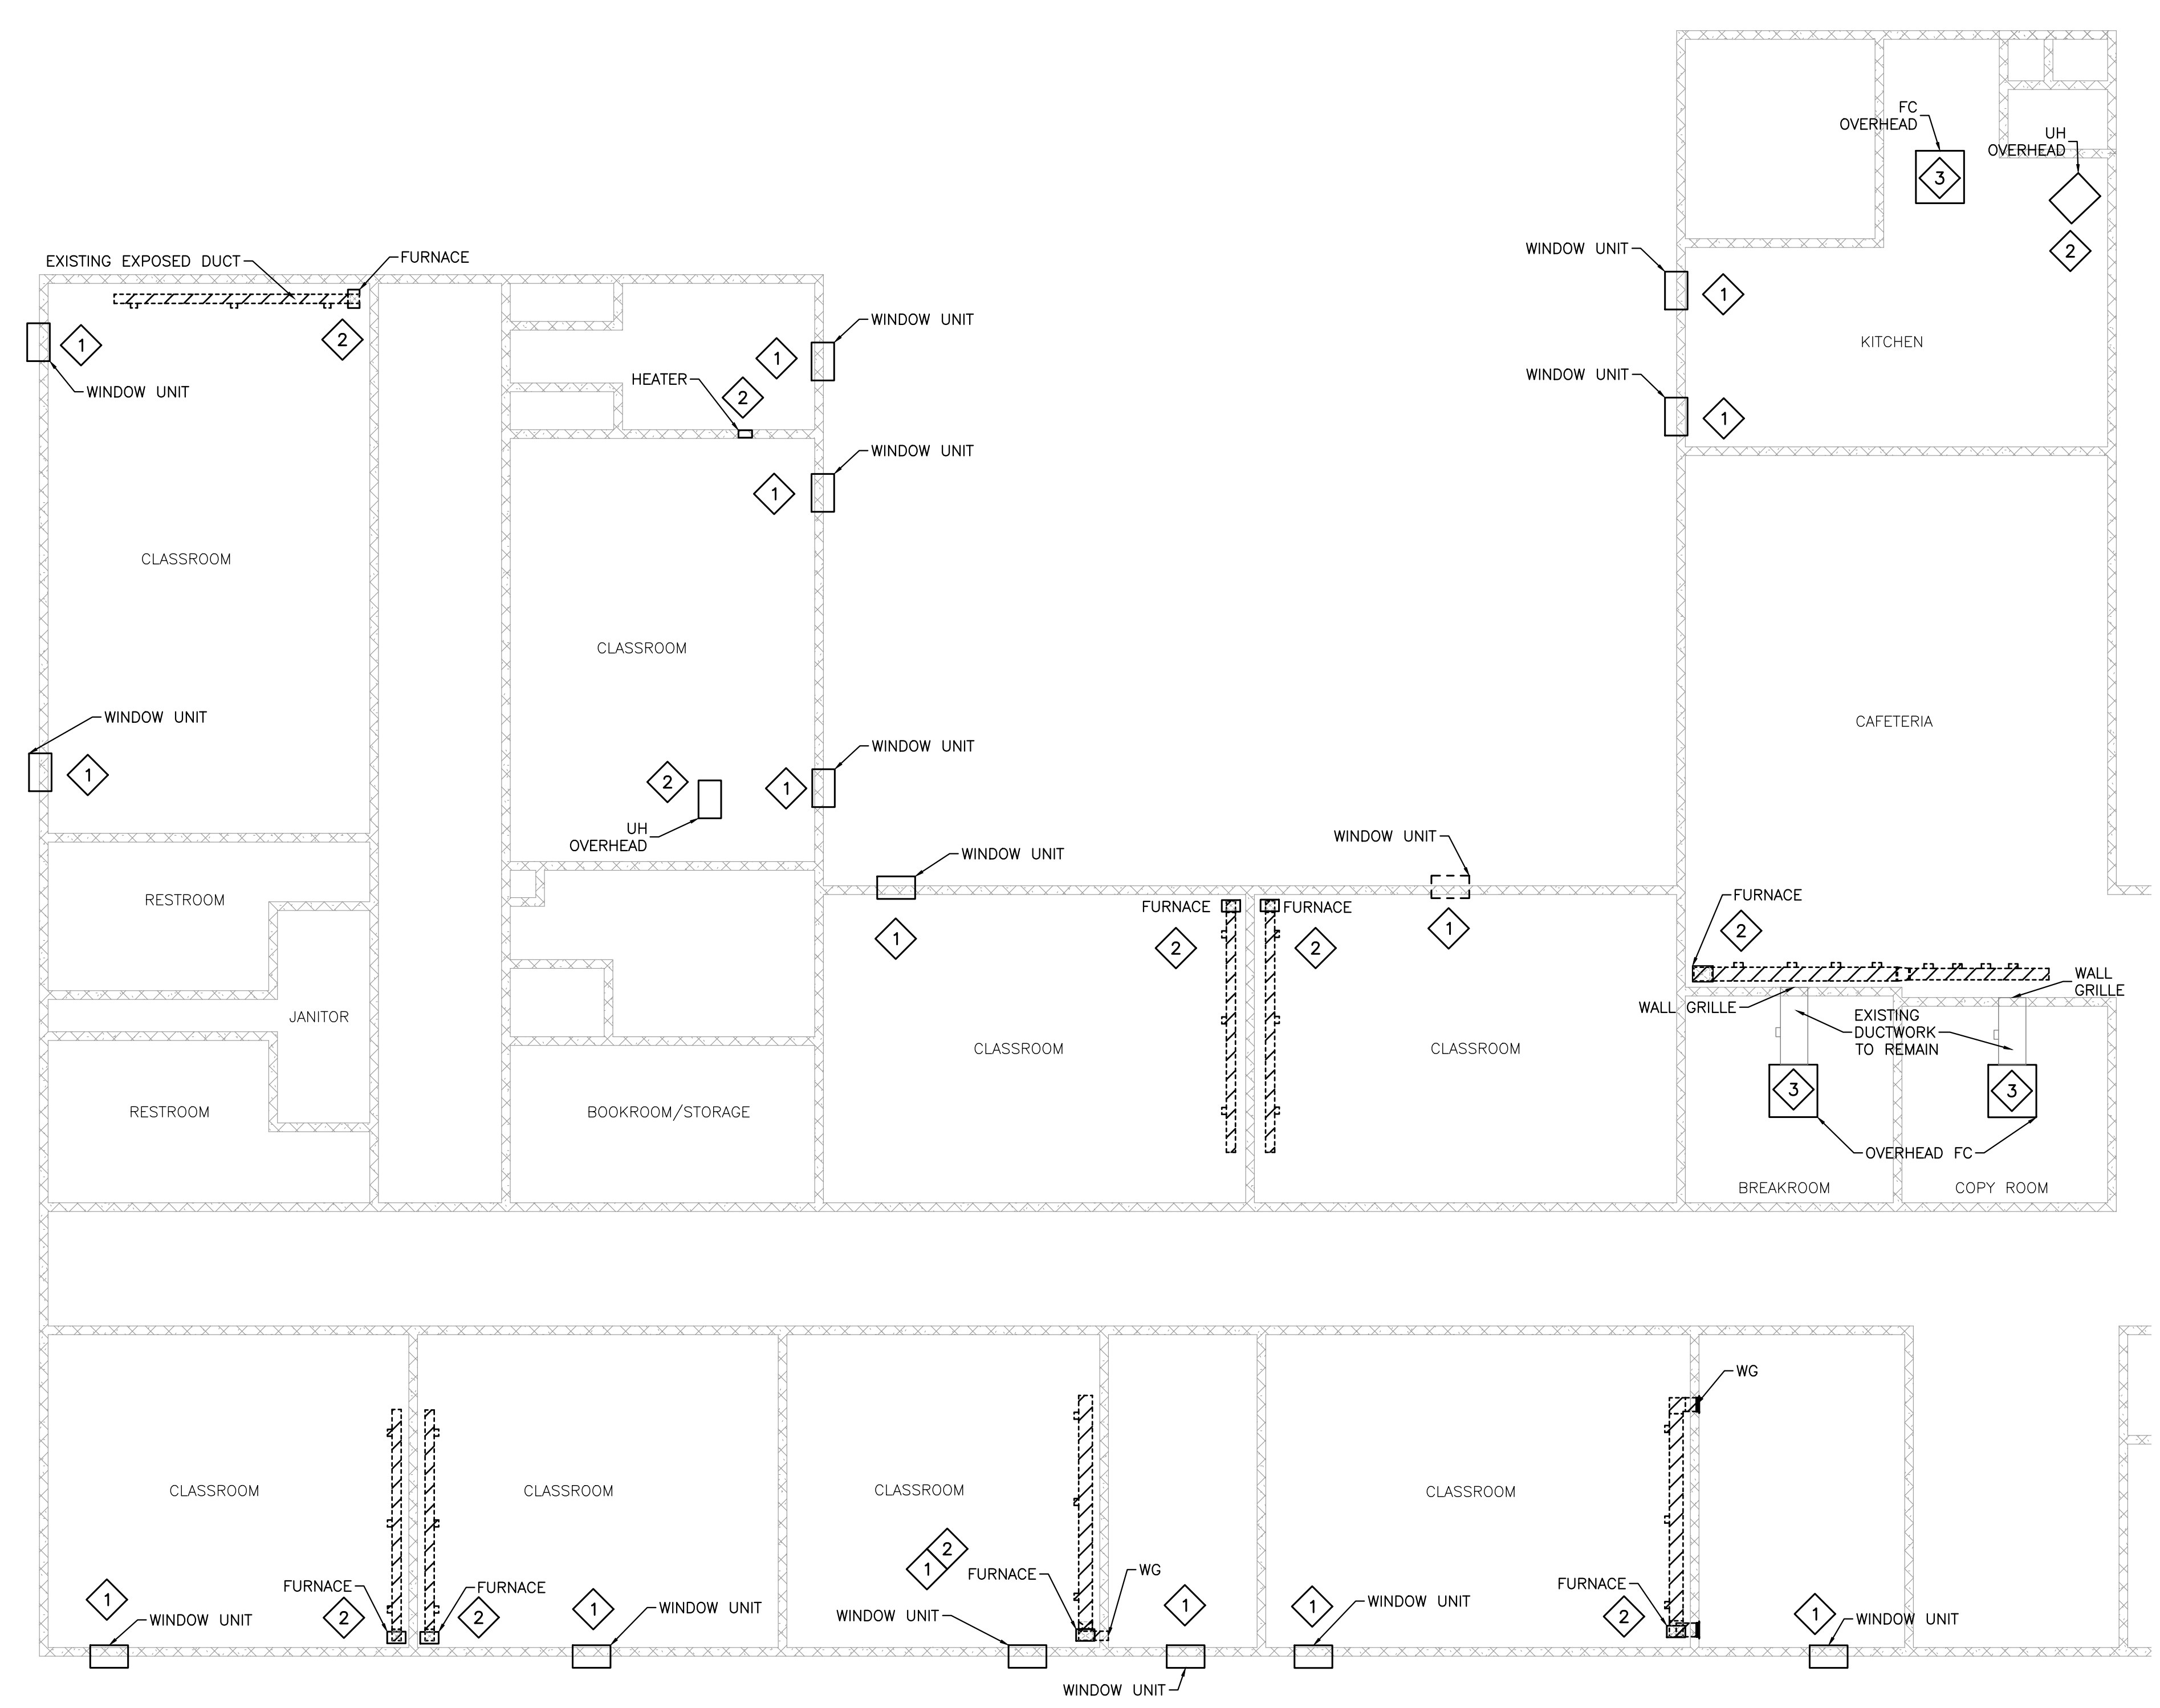 FC
OVERHEAD
3
UH
OVERHEAD
2
WINDOW UNIT
1
KITCHEN
WINDOW UNIT
1
EXISTING EXPOSED DUCT
FURNACE
2
1
WINDOW UNIT
WINDOW UNIT
1
HEATER
2
WINDOW UNIT
1
CLASSROOM
CLASSROOM
WINDOW UNIT
1
WINDOW UNIT
1
2
UH
OVERHEAD
CAFETERIA
WINDOW UNIT
1
WINDOW UNIT
1
RESTROOM
FURNACE
2
FURNACE
2
FURNACE
2
JANITOR
CLASSROOM
CLASSROOM
WALL GRILLE
WALL
GRILLE
EXISTING
DUCTWORK
TO REMAIN
3
3
RESTROOM
BOOKROOM/STORAGE
OVERHEAD FC
BREAKROOM
COPY ROOM
WG
CLASSROOM
CLASSROOM
CLASSROOM
CLASSROOM
1
2
FURNACE
WG
1
WINDOW UNIT
FURNACE
2
FURNACE
2
1
WINDOW UNIT
WINDOW UNIT
1
WINDOW UNIT
1
WINDOW UNIT
FURNACE
2
1
WINDOW UNIT